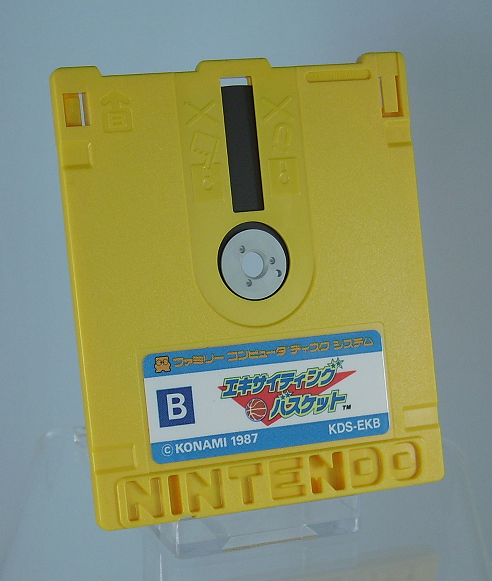 B
ファミリー コンピュータ ディスク システム
エキサイティング
バスケット™
B
© KONAMI 1987
KDS-EKB
NINTENDO